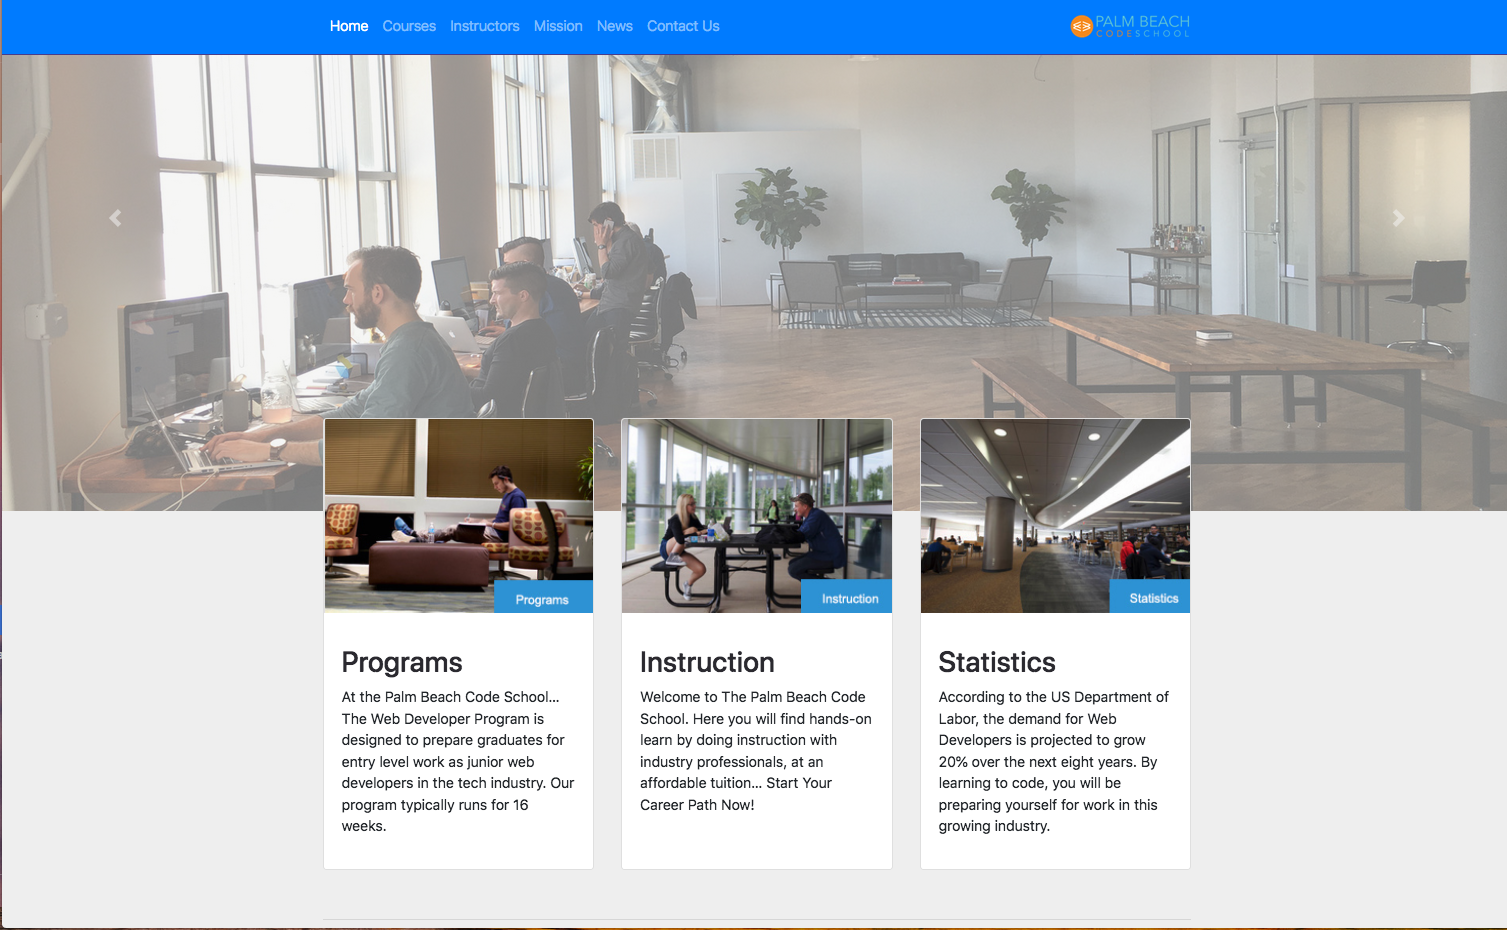 Home Courses Instructors Mission News Contact Us
PALM BEACH
CODESCHOOL
Programs
Instruction
Statistics
Programs
At the Palm Beach Code School...
The Web Developer Program is
designed to prepare graduates for
entry level work as junior web
developers in the tech industry. Our
program typically runs for 16
weeks.
Instruction
Welcome to The Palm Beach Code
School. Here you will find hands-on
learn by doing instruction with
industry professionals, at an
affordable tuition... Start Your
Career Path Now!
Statistics
According to the US Department of
Labor, the demand for Web
Developers is projected to grow
20% over the next eight years. By
learning to code, you will be
preparing yourself for work in this
growing industry.